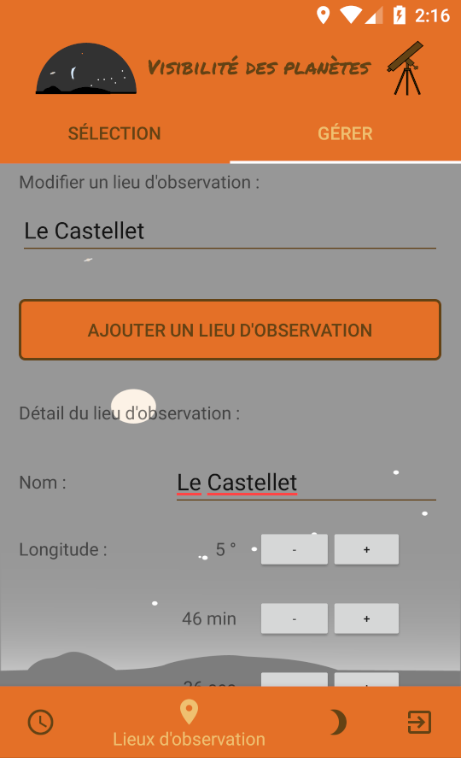 2:16
Visibilité des planètes
SÉLECTION
GÉRER
Modifier un lieu d'observation :
Le Castellet
AJOUTER UN LIEU D'OBSERVATION
Détail du lieu d'observation :
Nom : Le Castellet
Longitude : 5 ° - +
46 min - +
Lieux d'observation